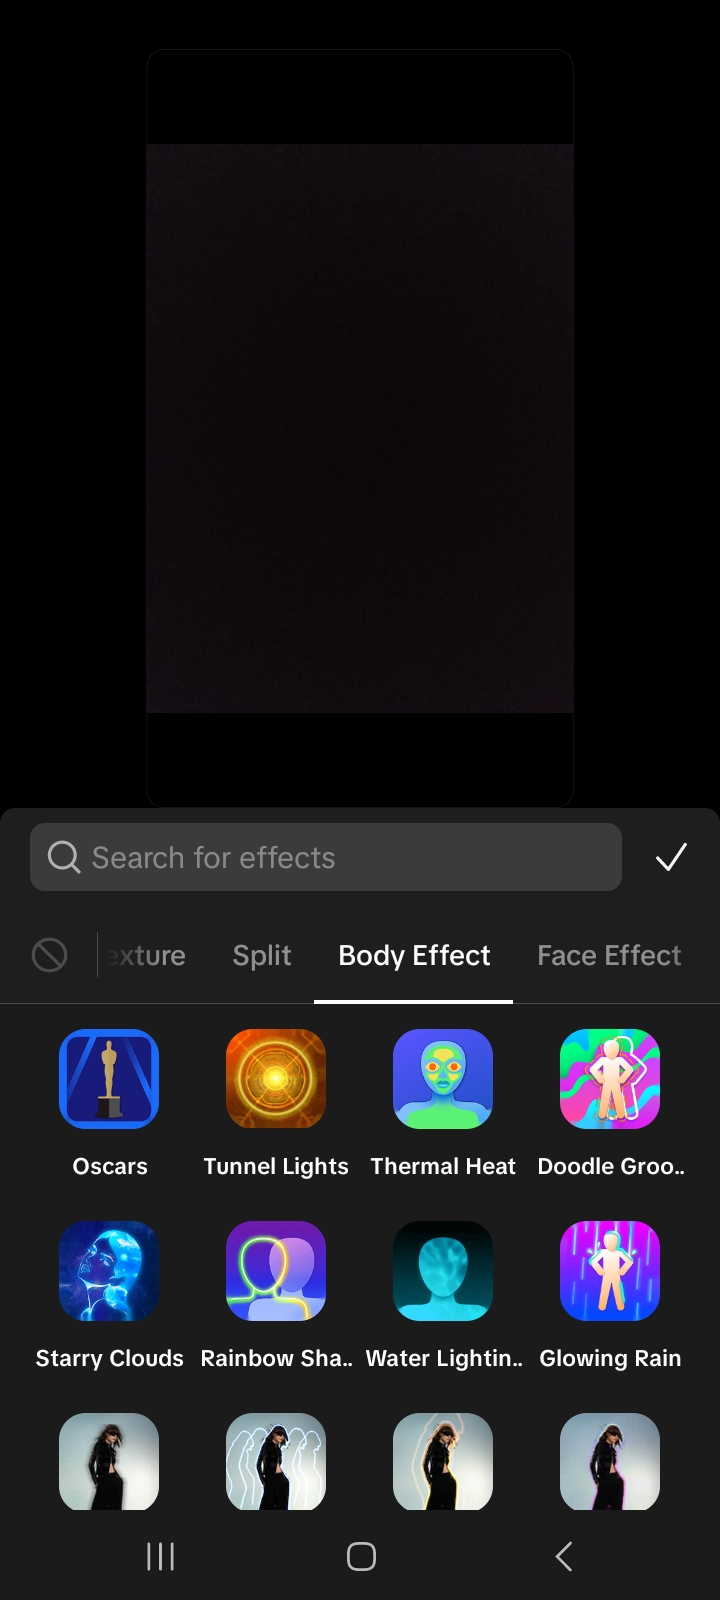 Search for effects
exture Split Body Effect Face Effect
Oscars Tunnel Lights Thermal Heat Doodle Groo..
Starry Clouds Rainbow Sha.. Water Lightin.. Glowing Rain